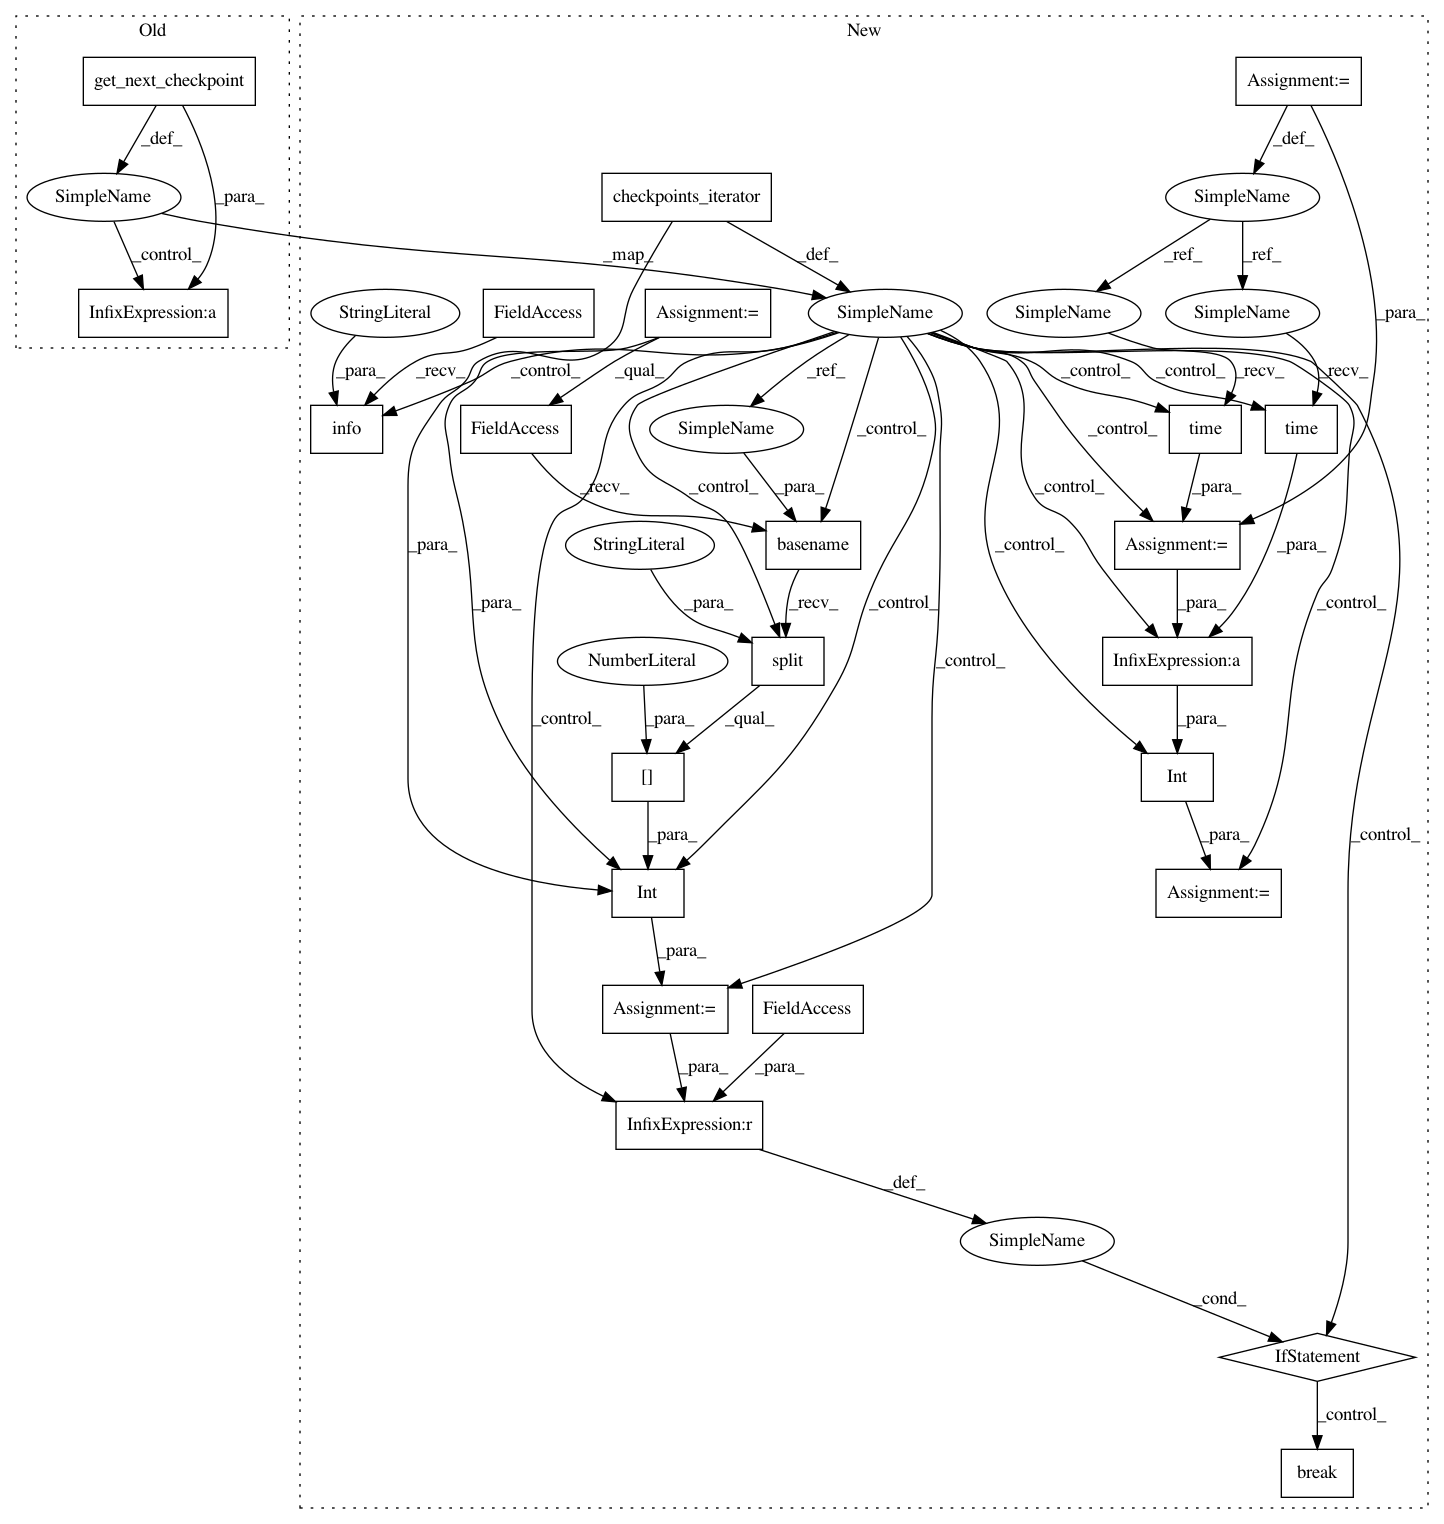 Old
New
get_next_checkpoint
Assignment:=
_def_
_def_
SimpleName
_para_
checkpoints_iterator
SimpleName
_control_
_map_
_def_
_ref_
_ref_
InfixExpression:a
StringLiteral
FieldAccess
Assignment:=
SimpleName
SimpleName
SimpleName
_para_
_para_
_recv_
_control_
_qual_
_ref_
_control_
_control_
_recv_
_recv_
info
FieldAccess
SimpleName
_control_
_control_
time
time
_recv_
_control_
_para_
_control_
_para_
StringLiteral
basename
Assignment:=
_para_
_control_
_para_
_para_
_para_
_recv_
_control_
_para_
_control_
NumberLiteral
split
InfixExpression:a
_control_
_control_
_para_
_qual_
_para_
[]
Int
_para_
_para_
_control_
Int
Assignment:=
_para_
Assignment:=
FieldAccess
_para_
_para_
InfixExpression:r
_def_
SimpleName
_cond_
IfStatement
_control_
break